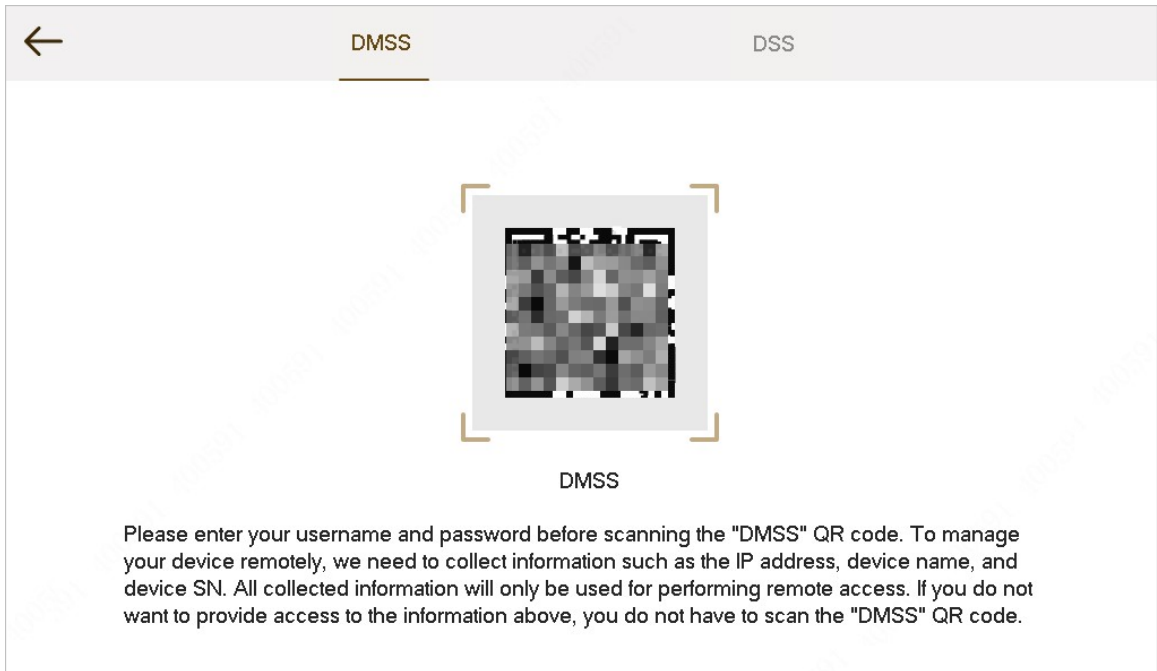 DMSS
DSS
DMSS
Please enter your username and password before scanning the "DMSS" QR code. To manage
your device remotely, we need to collect information such as the IP address, device name, and
device SN. All collected information will only be used for performing remote access. If you do not
want to provide access to the information above, you do not have to scan the "DMSS" QR code.